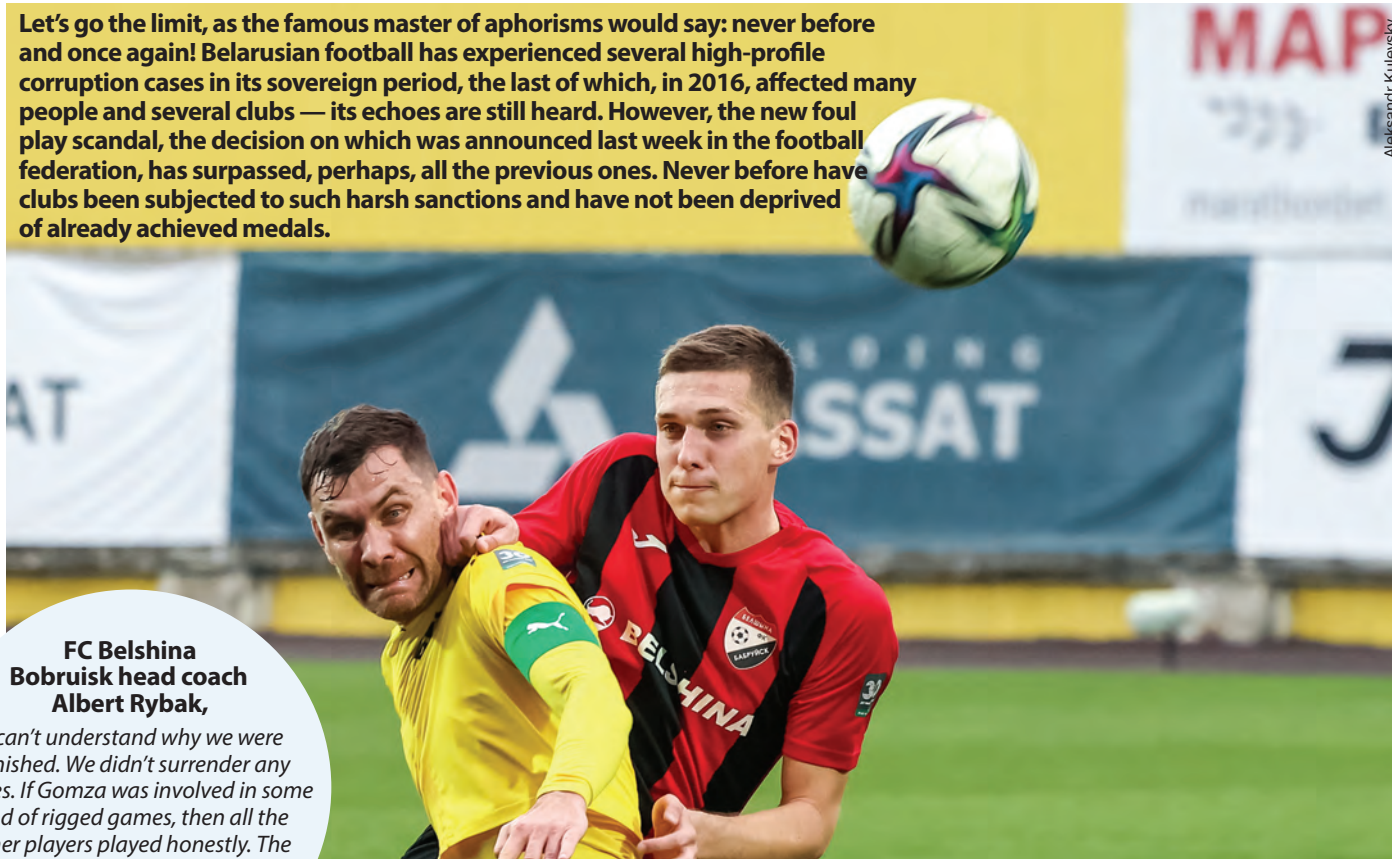 Let's go the limit, as the famous master of aphorisms would say: never before
and once again! Belarusian football has experienced several high-profile
corruption cases in its sovereign period, the last of which, in 2016, affected many
people and several clubs — its echoes are still heard. However, the new foul
play scandal, the decision on which was announced last week in the football
federation, has surpassed, perhaps, all the previous ones. Never before have
clubs been subjected to such harsh sanctions and have not been deprived
of already achieved medals.
Aleksandr Kulevsky
MAP
AT
LDING
SSAT
J
BELSHINA
БАБРУЙСК
FC Belshina
Bobruisk head coach
Albert Rybak,
can't understand why we were
nished. We didn't surrender any
es. If Gomza was involved in some
d of rigged games, then all the
er players played honestly. The